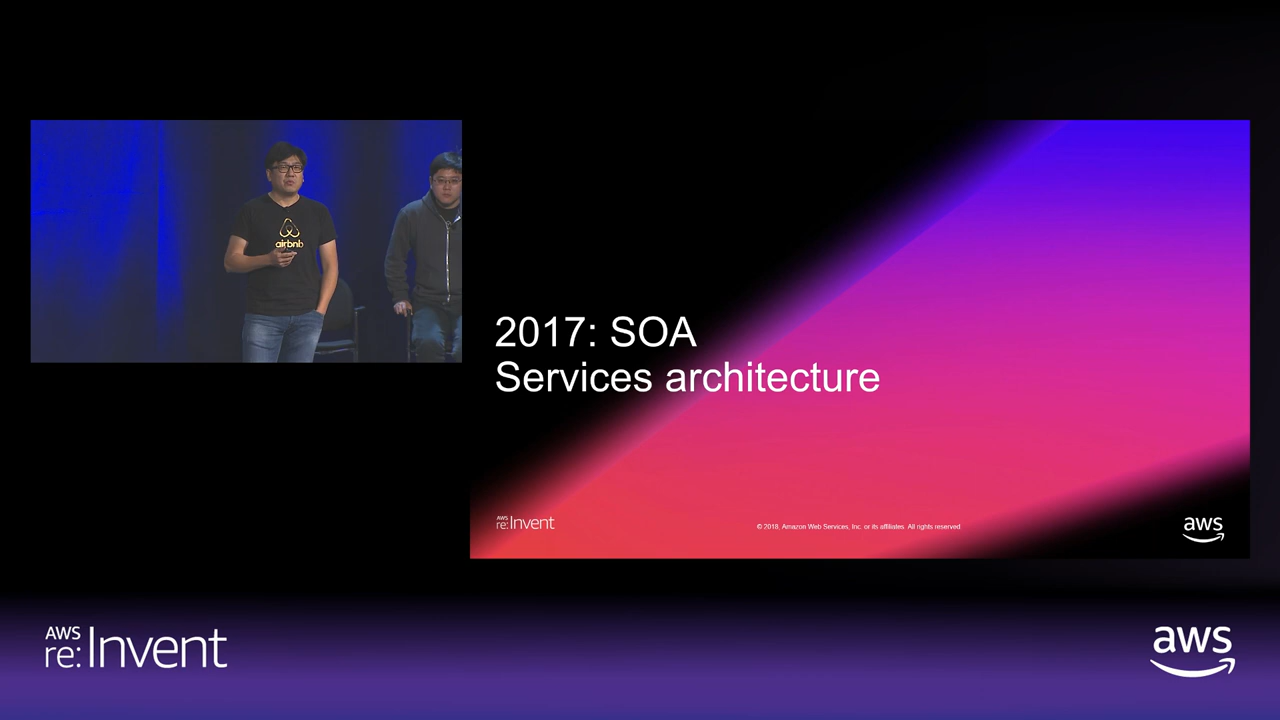 airbnb
2017: SOA
Services architecture
AWS
re:Invent
© 2018, Amazon Web Services, Inc. or its affiliates. All rights reserved.
aws
AWS
re:Invent
aws